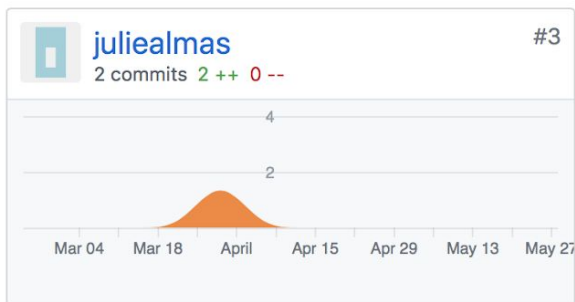 juliealmas
#3
2 commits 2 ++ 0 --
4
2
Mar 04 Mar 18 April Apr 15 Apr 29 May 13 May 27